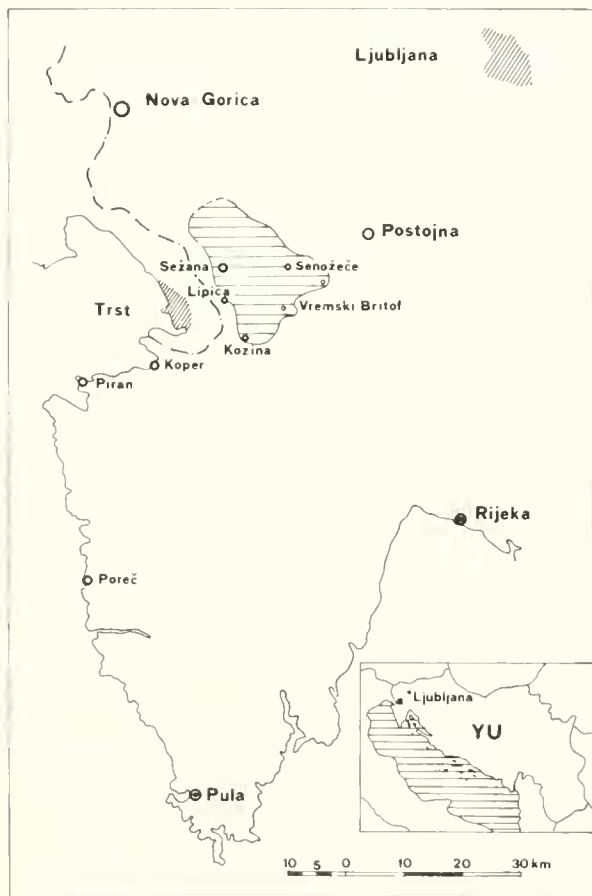 Ljubljana
Nova Gorica
Postojna
Sežana
Senožeče
Lipica
Trst
Vremski Britof
Kozina
Koper
Piran
Rijeka
Poreč
Ljubljana
YU
Pula
10 5 0 10 20 30 km